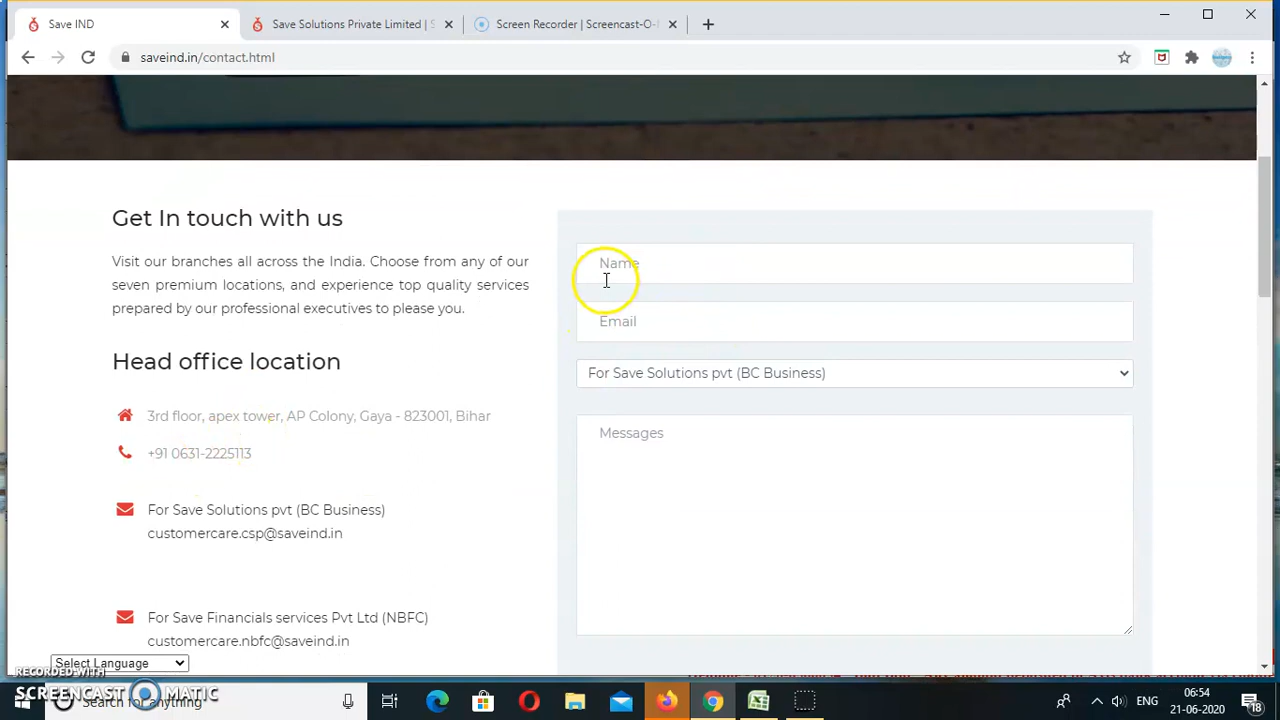 Save IND
Save Solutions Private Limited | S
Screen Recorder | Screencast-O-
saveind.in/contact.html
Get In touch with us
Visit our branches all across the India. Choose from any of our
seven premium locations, and experience top quality services
prepared by our professional executives to please you.
Head office location
3rd floor, apex tower, AP Colony, Gaya - 823001, Bihar
+91 0631-2225113
For Save Solutions pvt (BC Business)
customercare.csp@saveind.in
For Save Financials services Pvt Ltd (NBFC)
customercare.nbfc@saveind.in
Name
Email
For Save Solutions pvt (BC Business)
Messages
Select Language
RECORDED WITH
SCREENCAST MATIC
Search for anything
ENG
06:54
21-06-2020
18